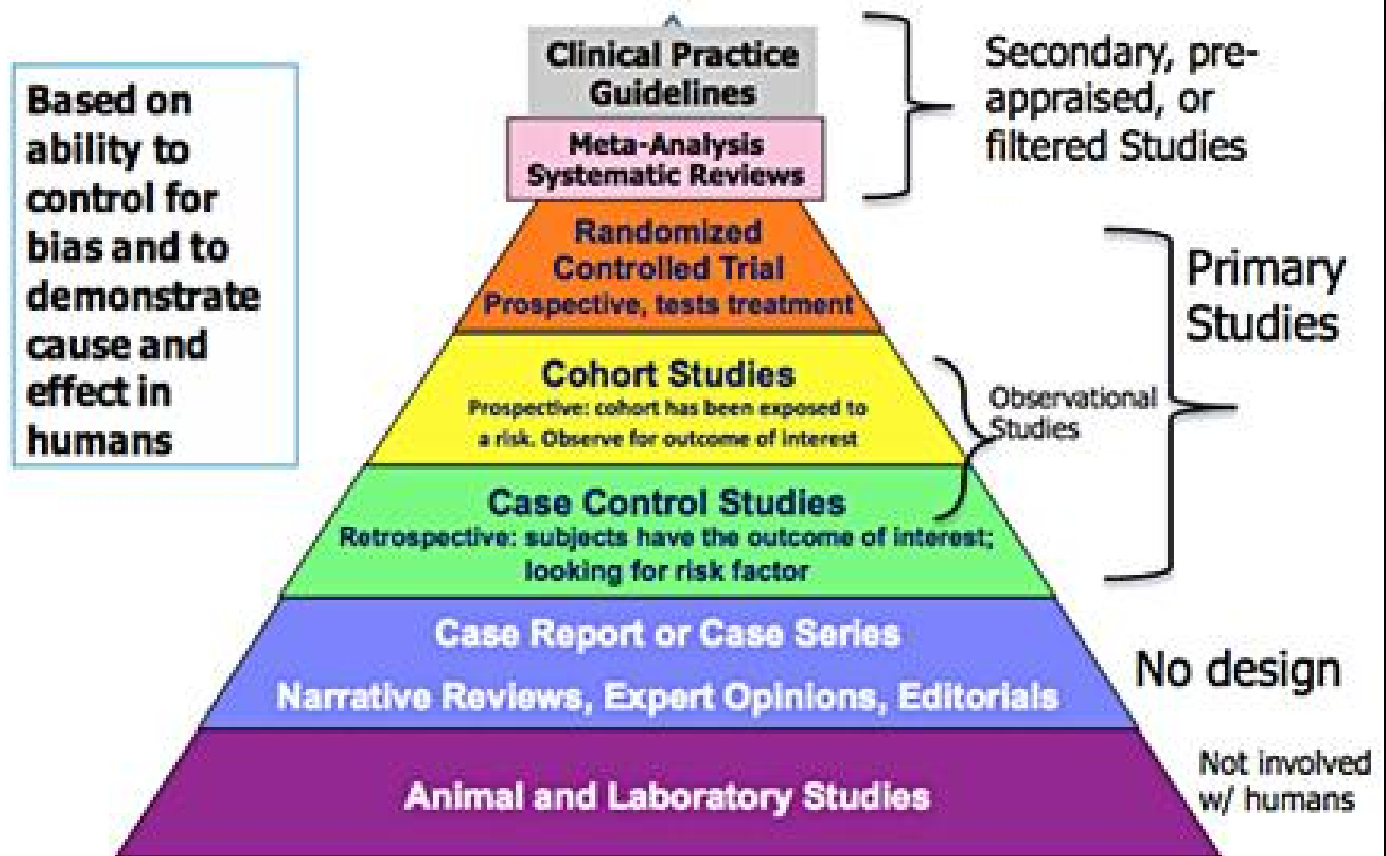 Based on
ability to
control for
bias and to
demonstrate
cause and
effect in
humans
Clinical Practice
Guidelines
Meta-Analysis
Systematic Reviews
Secondary, pre-
appraised, or
filtered Studies
Randomized
Controlled Trial
Prospective, tests treatment
Primary
Studies
Cohort Studies
Prospective: cohort has been exposed to
a risk. Observe for outcome of interest
Observational
Studies
Case Control Studies
Retrospective: subjects have the outcome of interest;
looking for risk factor
Case Report or Case Series
Narrative Reviews, Expert Opinions, Editorials
No design
Animal and Laboratory Studies
Not involved
w/ humans